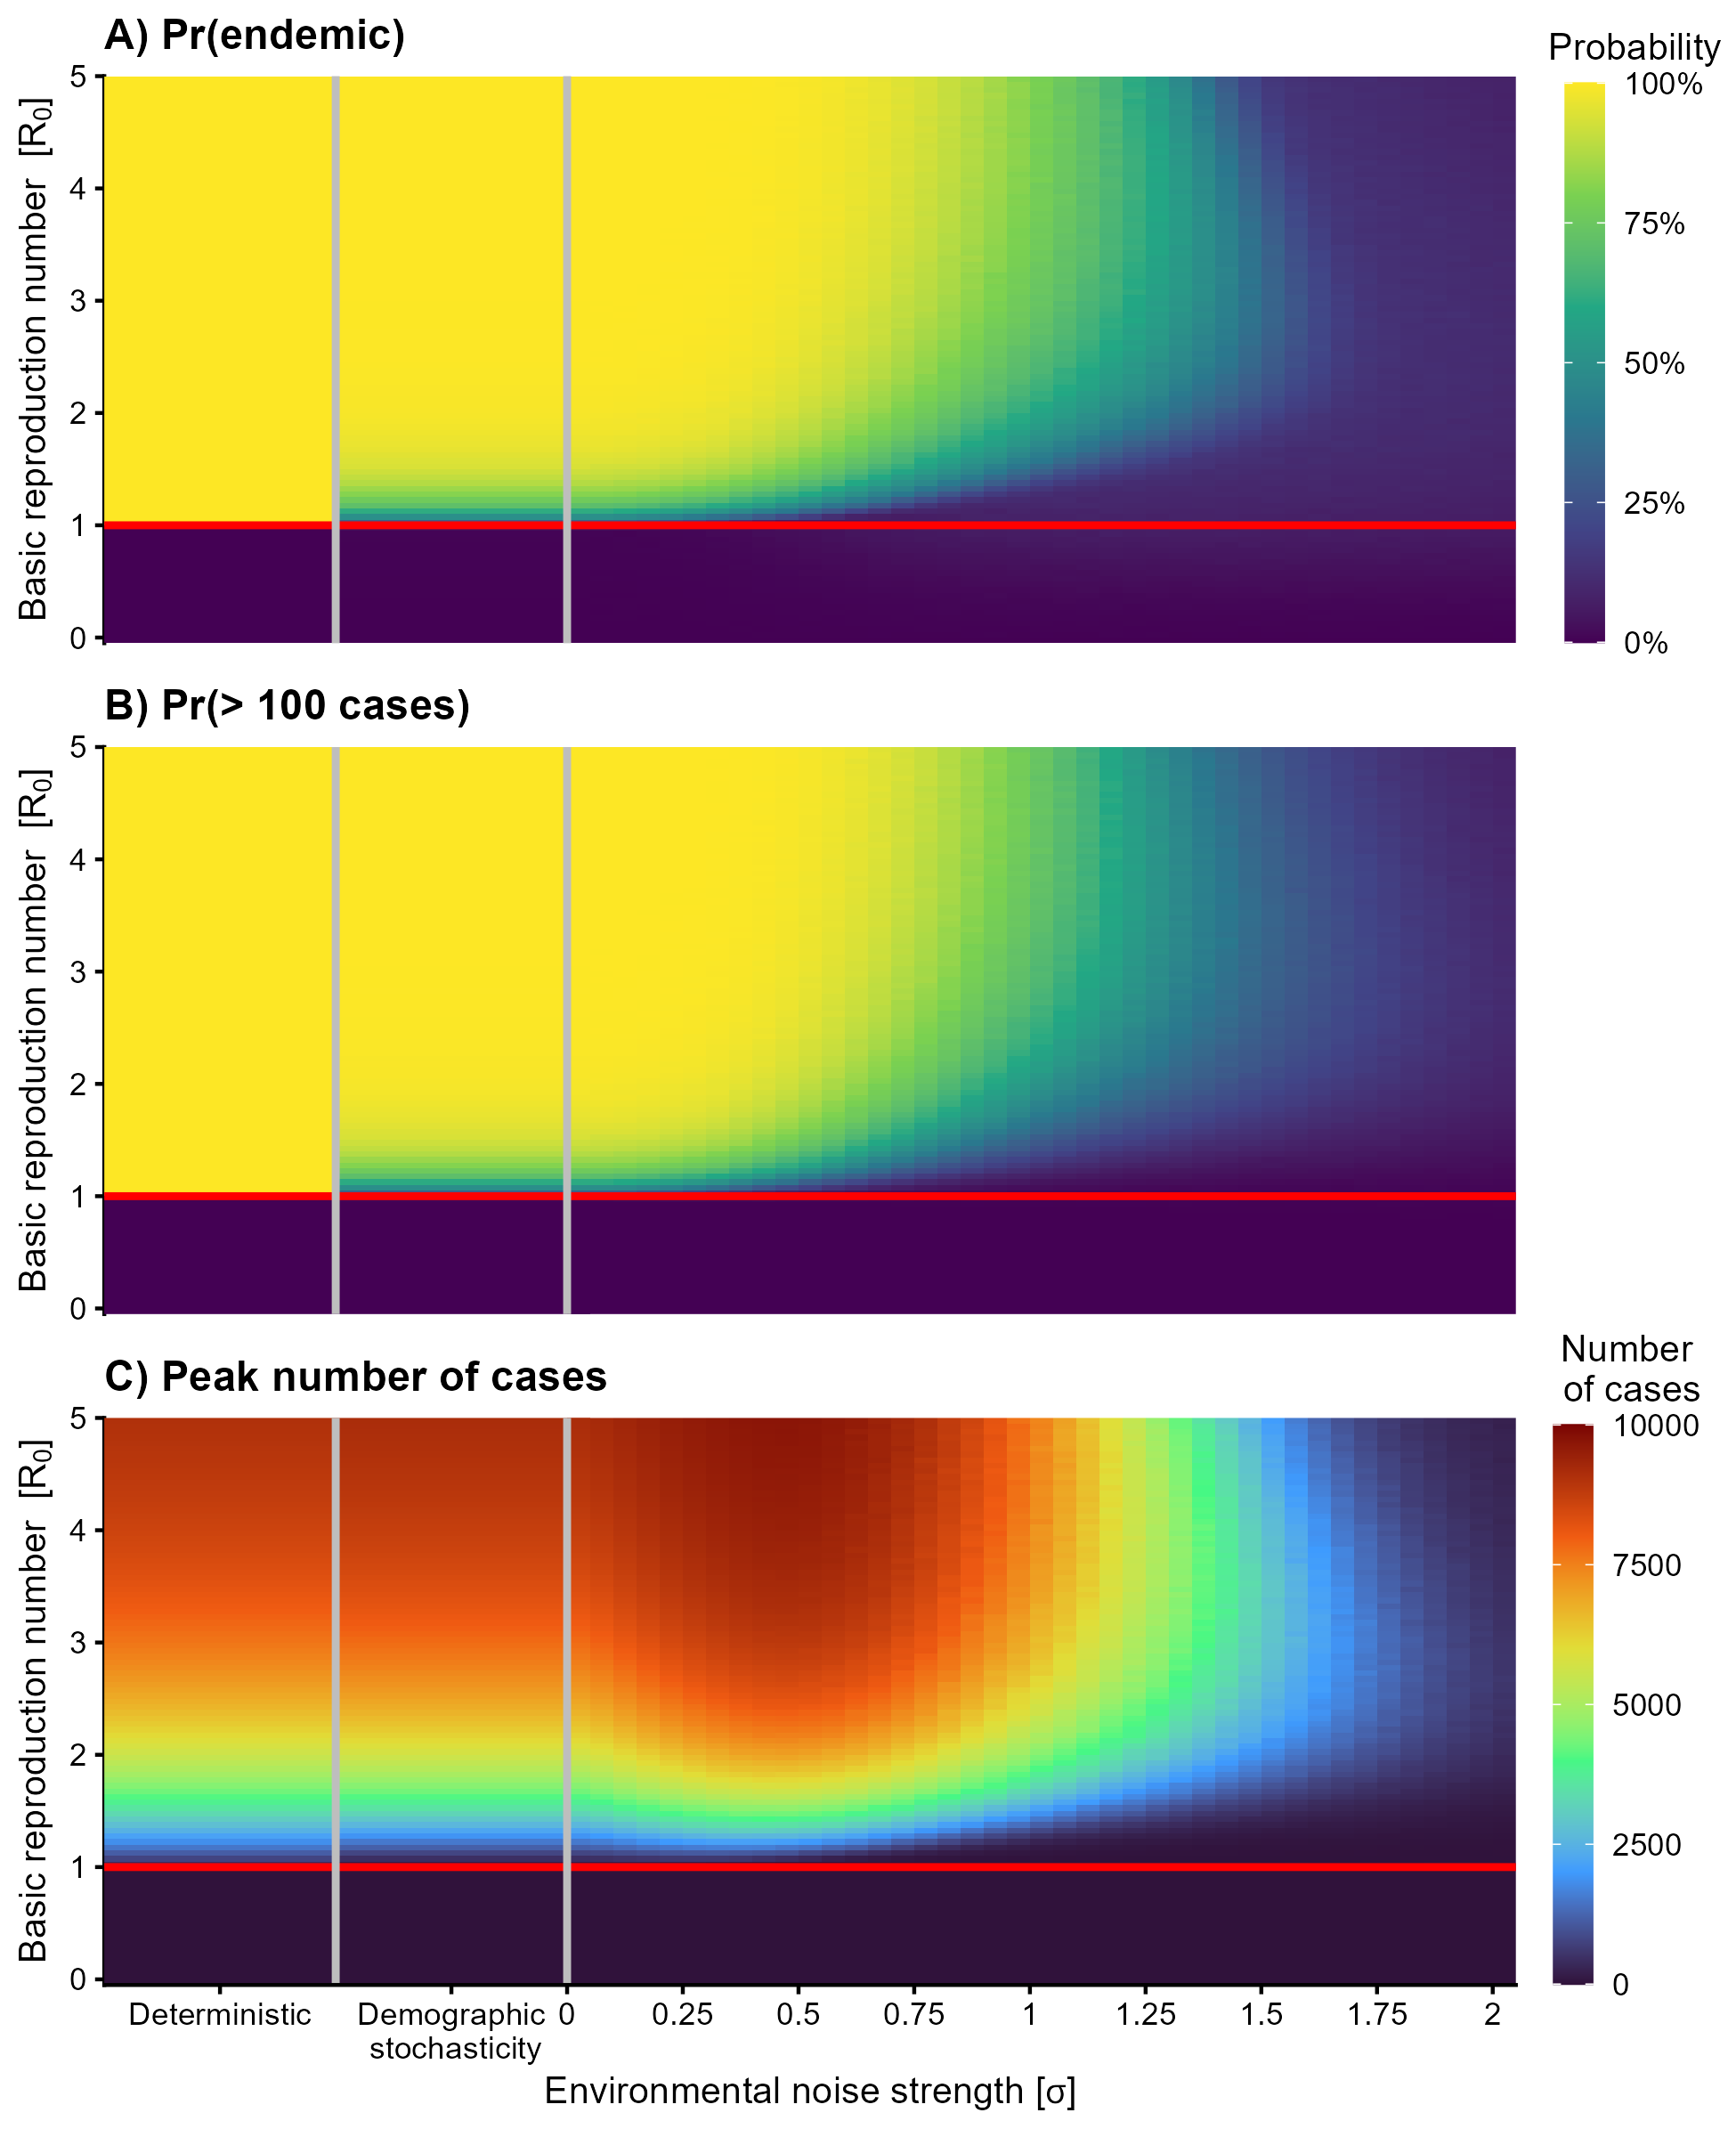 A) Pr(endemic)
Probability
5
4
3
2
1
0
Basic reproduction number [R0]
100%
75%
50%
25%
0%
B) Pr(> 100 cases)
5
4
3
2
1
0
Basic reproduction number [R0]
C) Peak number of cases
Number
of cases
5
4
3
2
1
0
Basic reproduction number [R0]
10000
7500
5000
2500
0
Deterministic
Demographic
stochasticity
0 0.25 0.5 0.75 1 1.25 1.5 1.75 2
Environmental noise strength [σ]